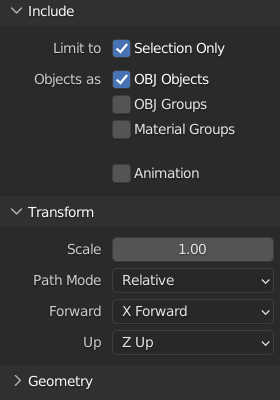 Include
Limit to Selection Only
Objects as OBJ Objects
OBJ Groups
Material Groups
Animation
Transform
Scale 1.00
Path Mode Relative
Forward X Forward
Up Z Up
Geometry